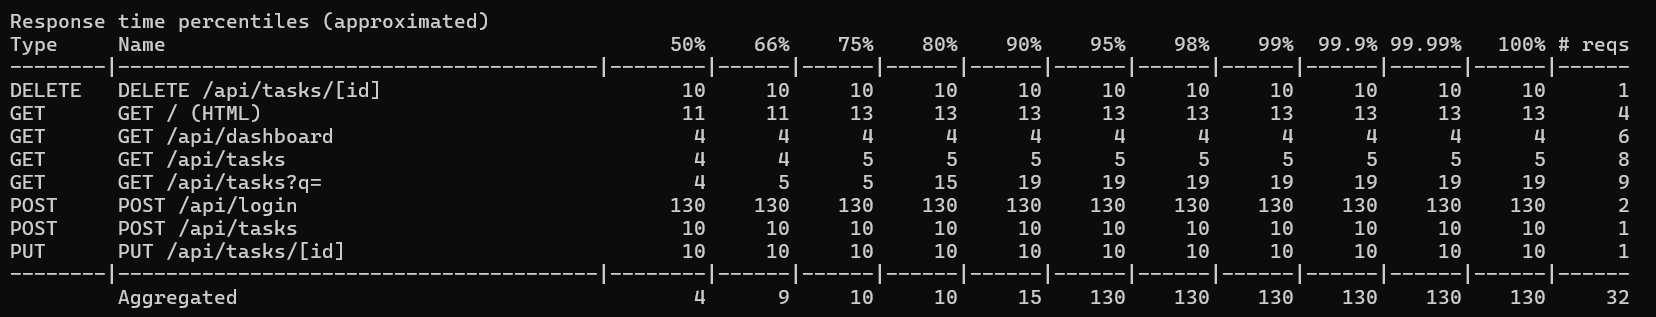 Response time percentiles (approximated)
Type     Name                                          50%    66%    75%    80%    90%    95%    98%    99%  99.9% 99.99%   100% # reqs
--------|----------------------------------------|--------|------|------|------|------|------|------|------|------|------|------|------
DELETE   DELETE /api/tasks/[id]                         10     10     10     10     10     10     10     10     10     10     10      1
GET      GET / (HTML)                                   11     11     13     13     13     13     13     13     13     13     13      4
GET      GET /api/dashboard                              4      4      4      4      4      4      4      4      4      4      4      6
GET      GET /api/tasks                                  4      4      5      5      5      5      5      5      5      5      5      8
GET      GET /api/tasks?q=                               4      5      5     15     19     19     19     19     19     19     19      9
POST     POST /api/login                               130    130    130    130    130    130    130    130    130    130    130      2
POST     POST /api/tasks                                10     10     10     10     10     10     10     10     10     10     10      1
PUT      PUT /api/tasks/[id]                            10     10     10     10     10     10     10     10     10     10     10      1
--------|----------------------------------------|--------|------|------|------|------|------|------|------|------|------|------|------
         Aggregated                                      4      9     10     10     15    130    130    130    130    130    130     32